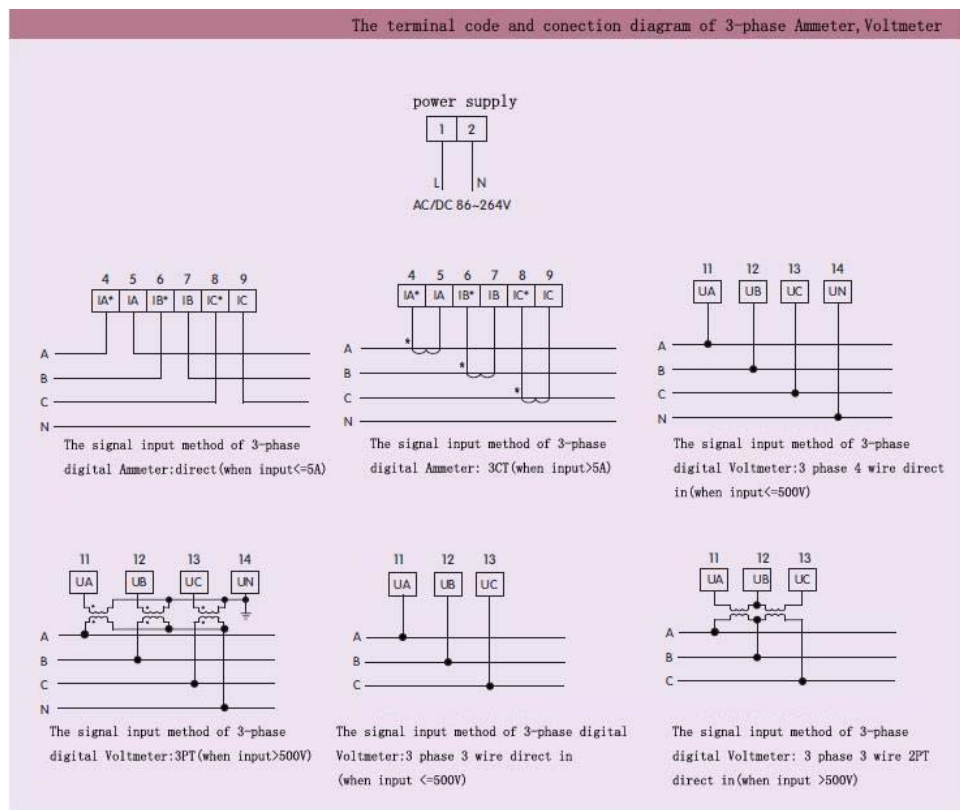 The terminal code and conection diagram of 3-phase Ammeter,Voltmeter
power supply
1 2
L N
AC/DC 86~264V
4 5 6 7 8 9
IA* IA IB* IB IC* IC
A
B
C
N
The signal input method of 3-phase
digital Ammeter:direct(when input<=5A)
4 5 6 7 8 9
IA* IA IB* IB IC* IC
* A
* B
* C
N
The signal input method of 3-phase
digital Ammeter: 3CT(when input>5A)
11 12 13 14
UA UB UC UN
A
B
C
N
The signal input method of 3-phase
digital Voltmeter:3 phase 4 wire direct
in(when input<=500V)
11 12 13 14
UA UB UC UN
A
B
C
N
The signal input method of 3-phase
digital Voltmeter:3PT(when input>500V)
11 12 13
UA UB UC
A
B
C
The signal input method of 3-phase digital
Voltmeter:3 phase 3 wire direct in
(when input <=500V)
11 12 13
UA UB UC
A
B
C
The signal input method of 3-phase
digital Voltmeter: 3 phase 3 wire 2PT
direct in(when input >500V)